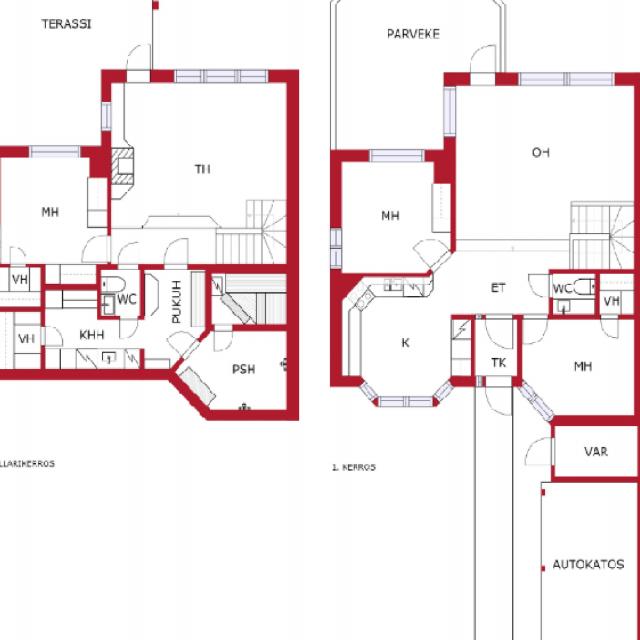 TERASSI
PARVEKE
TH
OH
MH
MH
VH
WC
PUKUH
ET
WC
VH
VH
KHH
PSH
K
TK
MH
VAR
LLARIKERROS
1. KERROS
AUTOKATOS